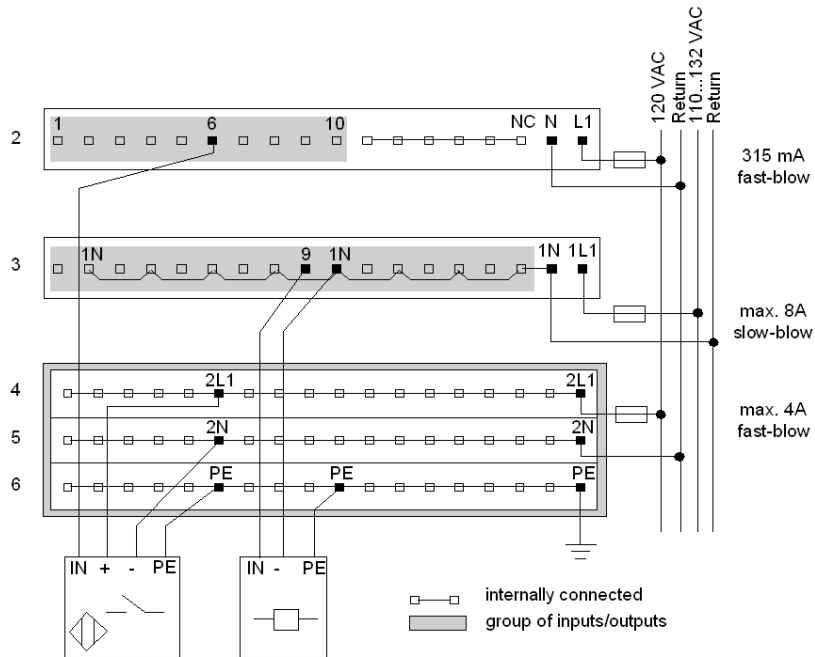 120 VAC
Return
110...132 VAC
Return
2
1
6
10
NC N L1
315 mA
fast-blow
3
1N
9
1N
1N
1L1
max. 8A
slow-blow
4
2L1
2L1
max. 4A
fast-blow
5
2N
2N
6
PE
PE
PE
IN + - PE
IN - PE
internally connected
group of inputs/outputs